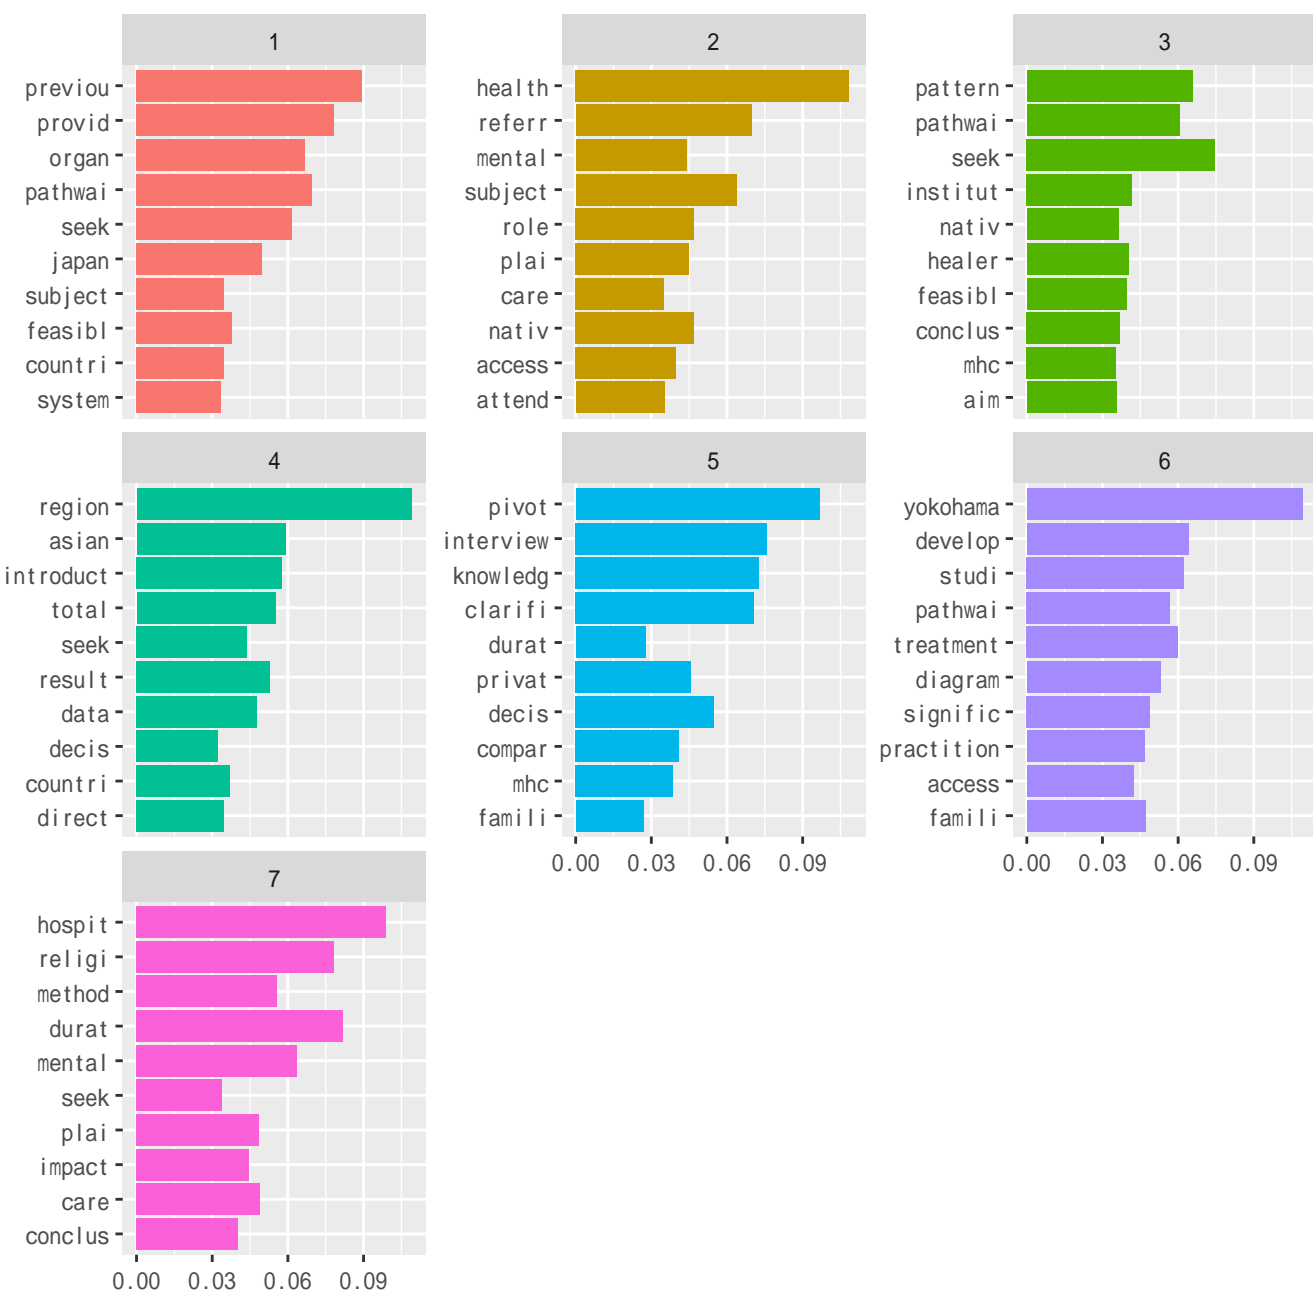 1
previou
provid
organ
pathwai
seek
japan
subject
feasibl
countri
system
2
health
referr
mental
subject
role
plai
care
nativ
access
attend
3
pattern
pathwai
seek
institut
nativ
healer
feasibl
conclus
mhc
aim
4
region
asian
introduct
total
seek
result
data
decis
countri
direct
5
pivot
interview
knowledg
clarifi
durat
privat
decis
compar
mhc
famili
0.00 0.03 0.06 0.09
6
yokohama
develop
studi
pathwai
treatment
diagram
signific
practition
access
famili
0.00 0.03 0.06 0.09
7
hospit
religi
method
durat
mental
seek
plai
impact
care
conclus
0.00 0.03 0.06 0.09